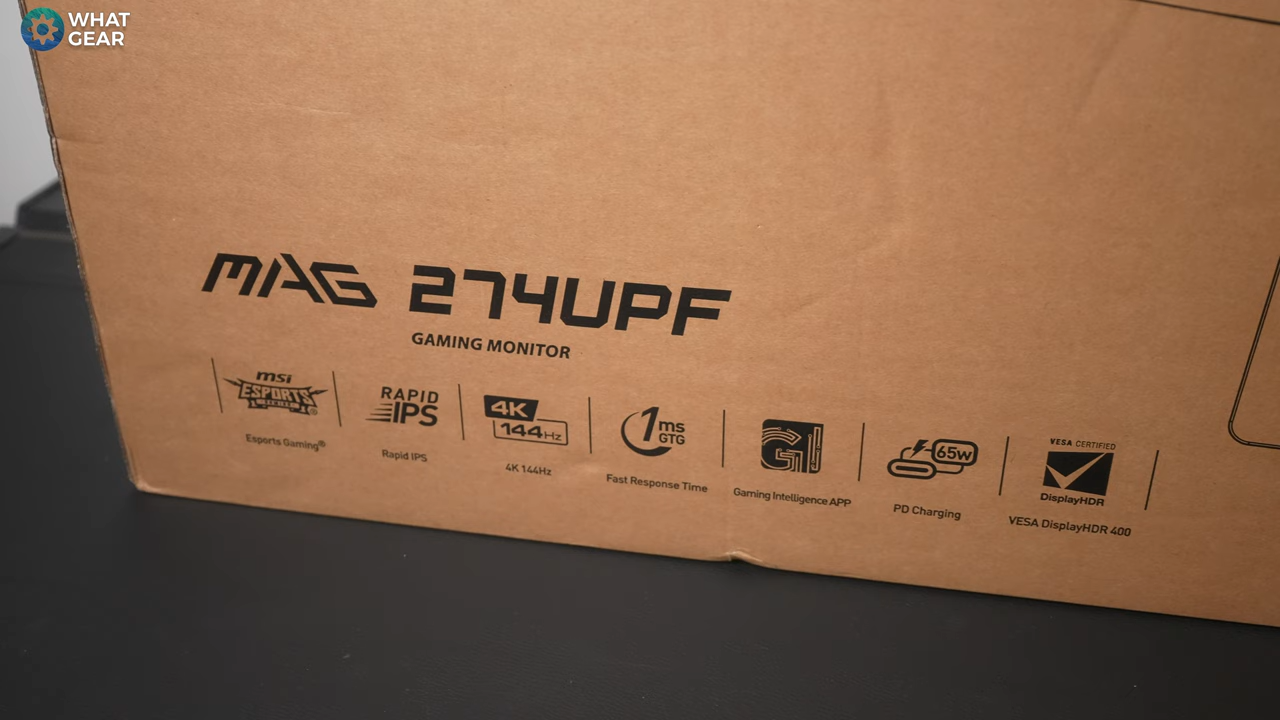 WHAT
GEAR
MAG 274UPF
GAMING MONITOR
msi
ESPORTS
GAMING
Esports Gaming®
RAPID
IPS
Rapid IPS
4K
144Hz
4K 144Hz
1ms
GTG
Fast Response Time
GI
Gaming Intelligence APP
65W
PD Charging
VESA CERTIFIED
DisplayHDR
VESA DisplayHDR 400